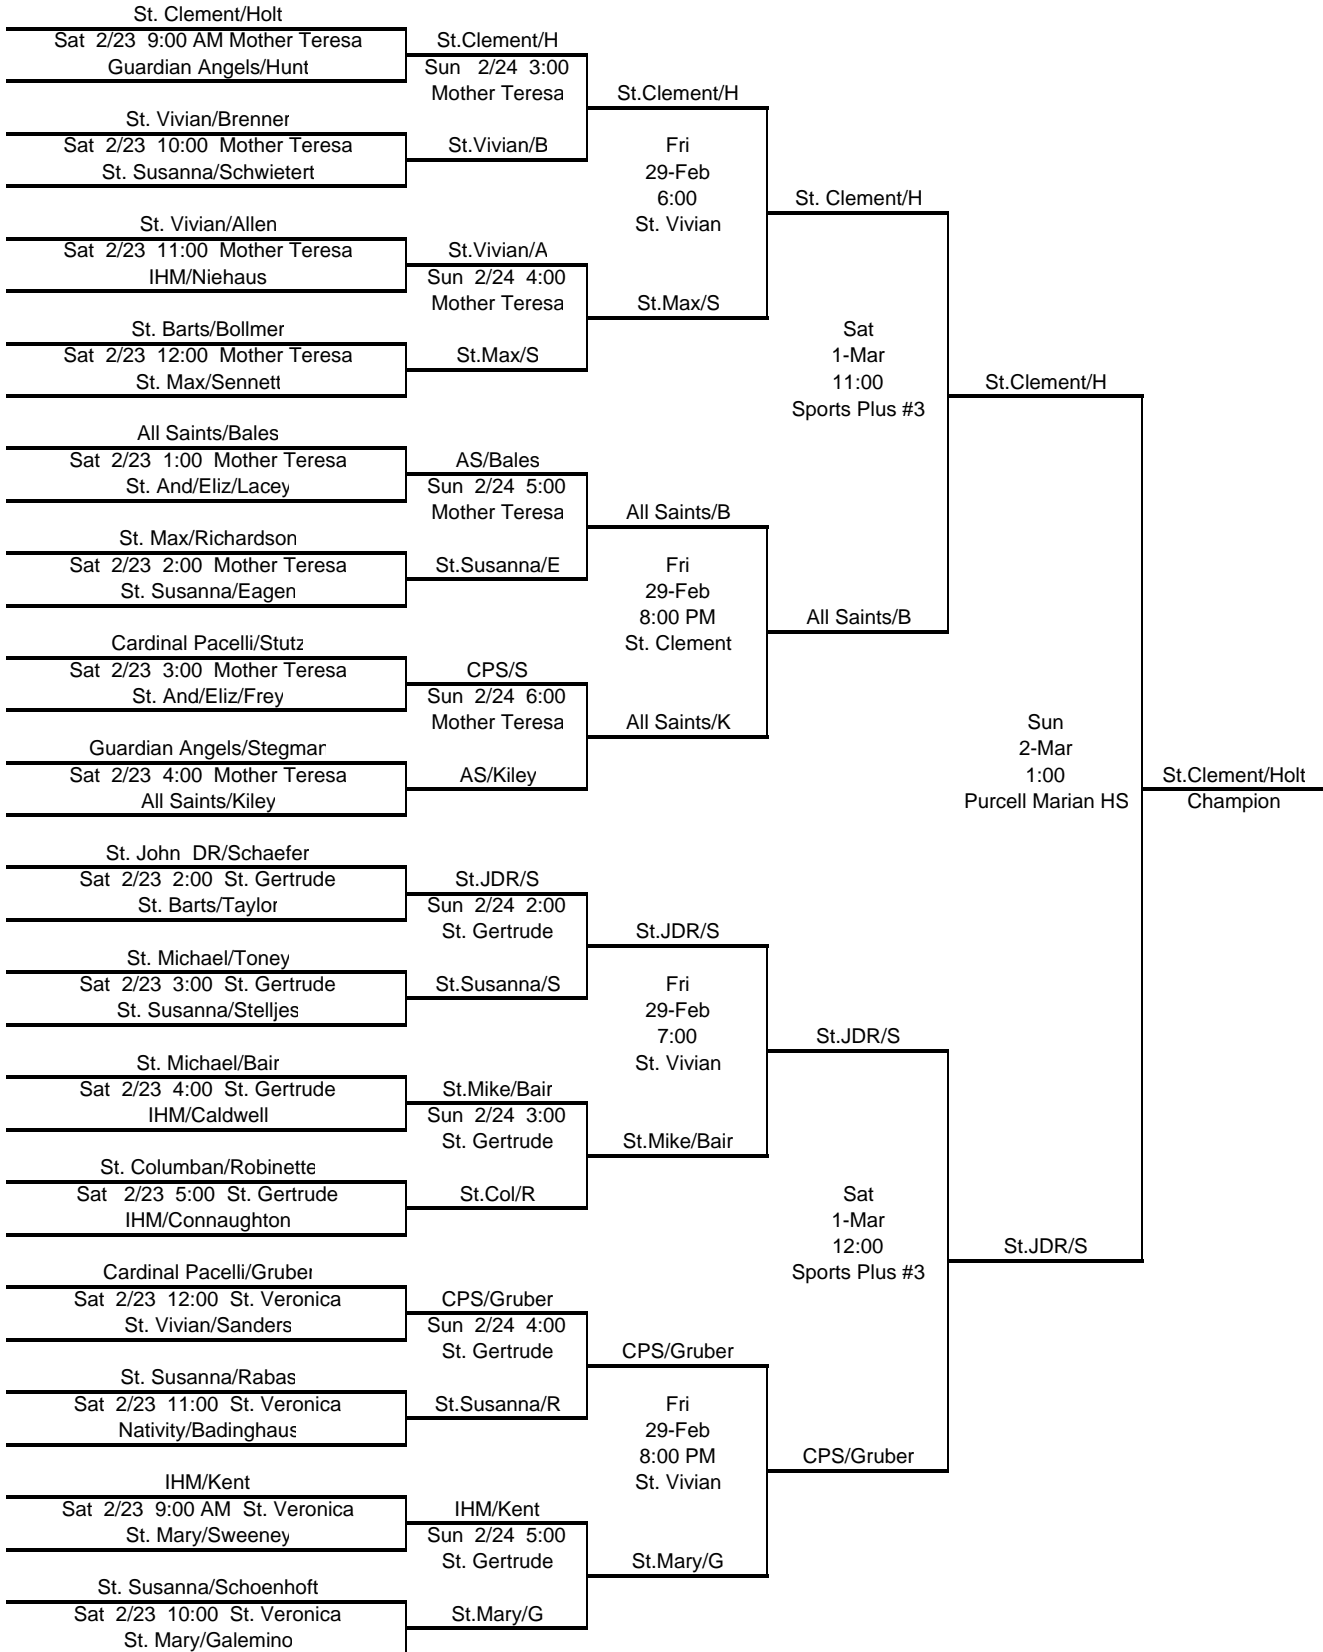 St. Clement/Holt
Sat 2/23 9:00 AM Mother Teresa
Guardian Angels/Hunt
St. Vivian/Brenner
Sat 2/23 10:00 Mother Teresa
St. Susanna/Schwietert
St. Vivian/Allen
Sat 2/23 11:00 Mother Teresa
IHM/Niehaus
St. Barts/Bollmer
Sat 2/23 12:00 Mother Teresa
St. Max/Sennett
All Saints/Bales
Sat 2/23 1:00 Mother Teresa
St. And/Eliz/Lacey
St. Max/Richardson
Sat 2/23 2:00 Mother Teresa
St. Susanna/Eagen
Cardinal Pacelli/Stutz
Sat 2/23 3:00 Mother Teresa
St. And/Eliz/Frey
Guardian Angels/Stegman
Sat 2/23 4:00 Mother Teresa
All Saints/Kiley
St. John DR/Schaefer
Sat 2/23 2:00 St. Gertrude
St. Barts/Taylor
St. Michael/Toney
Sat 2/23 3:00 St. Gertrude
St. Susanna/Stelljes
St. Michael/Bair
Sat 2/23 4:00 St. Gertrude
IHM/Caldwell
St. Columban/Robinette
Sat 2/23 5:00 St. Gertrude
IHM/Connaughton
Cardinal Pacelli/Gruber
Sat 2/23 12:00 St. Veronica
St. Vivian/Sanders
St. Susanna/Rabas
Sat 2/23 11:00 St. Veronica
Nativity/Badinghaus
IHM/Kent
Sat 2/23 9:00 AM St. Veronica
St. Mary/Sweeney
St. Susanna/Schoenhoft
Sat 2/23 10:00 St. Veronica
St. Mary/Galemino
St.Clement/H
Sun 2/24 3:00
Mother Teresa
St.Vivian/B
St.Vivian/A
Sun 2/24 4:00
Mother Teresa
St.Max/S
AS/Bales
Sun 2/24 5:00
Mother Teresa
St.Susanna/E
CPS/S
Sun 2/24 6:00
Mother Teresa
AS/Kiley
St.JDR/S
Sun 2/24 2:00
St. Gertrude
St.Susanna/S
St.Mike/Bair
Sun 2/24 3:00
St. Gertrude
St.Col/R
CPS/Gruber
Sun 2/24 4:00
St. Gertrude
St.Susanna/R
IHM/Kent
Sun 2/24 5:00
St. Gertrude
St.Mary/G
St.Clement/H
Fri
29-Feb
6:00
St. Vivian
St.Max/S
All Saints/B
Fri
29-Feb
8:00 PM
St. Clement
All Saints/K
St.JDR/S
Fri
29-Feb
7:00
St. Vivian
St.Mike/Bair
CPS/Gruber
Fri
29-Feb
8:00 PM
St. Vivian
St.Mary/G
St. Clement/H
Sat
1-Mar
11:00
Sports Plus #3
All Saints/B
St.JDR/S
Sat
1-Mar
12:00
Sports Plus #3
CPS/Gruber
St.Clement/H
Sun
2-Mar
1:00
Purcell Marian HS
St.JDR/S
St.Clement/Holt
Champion